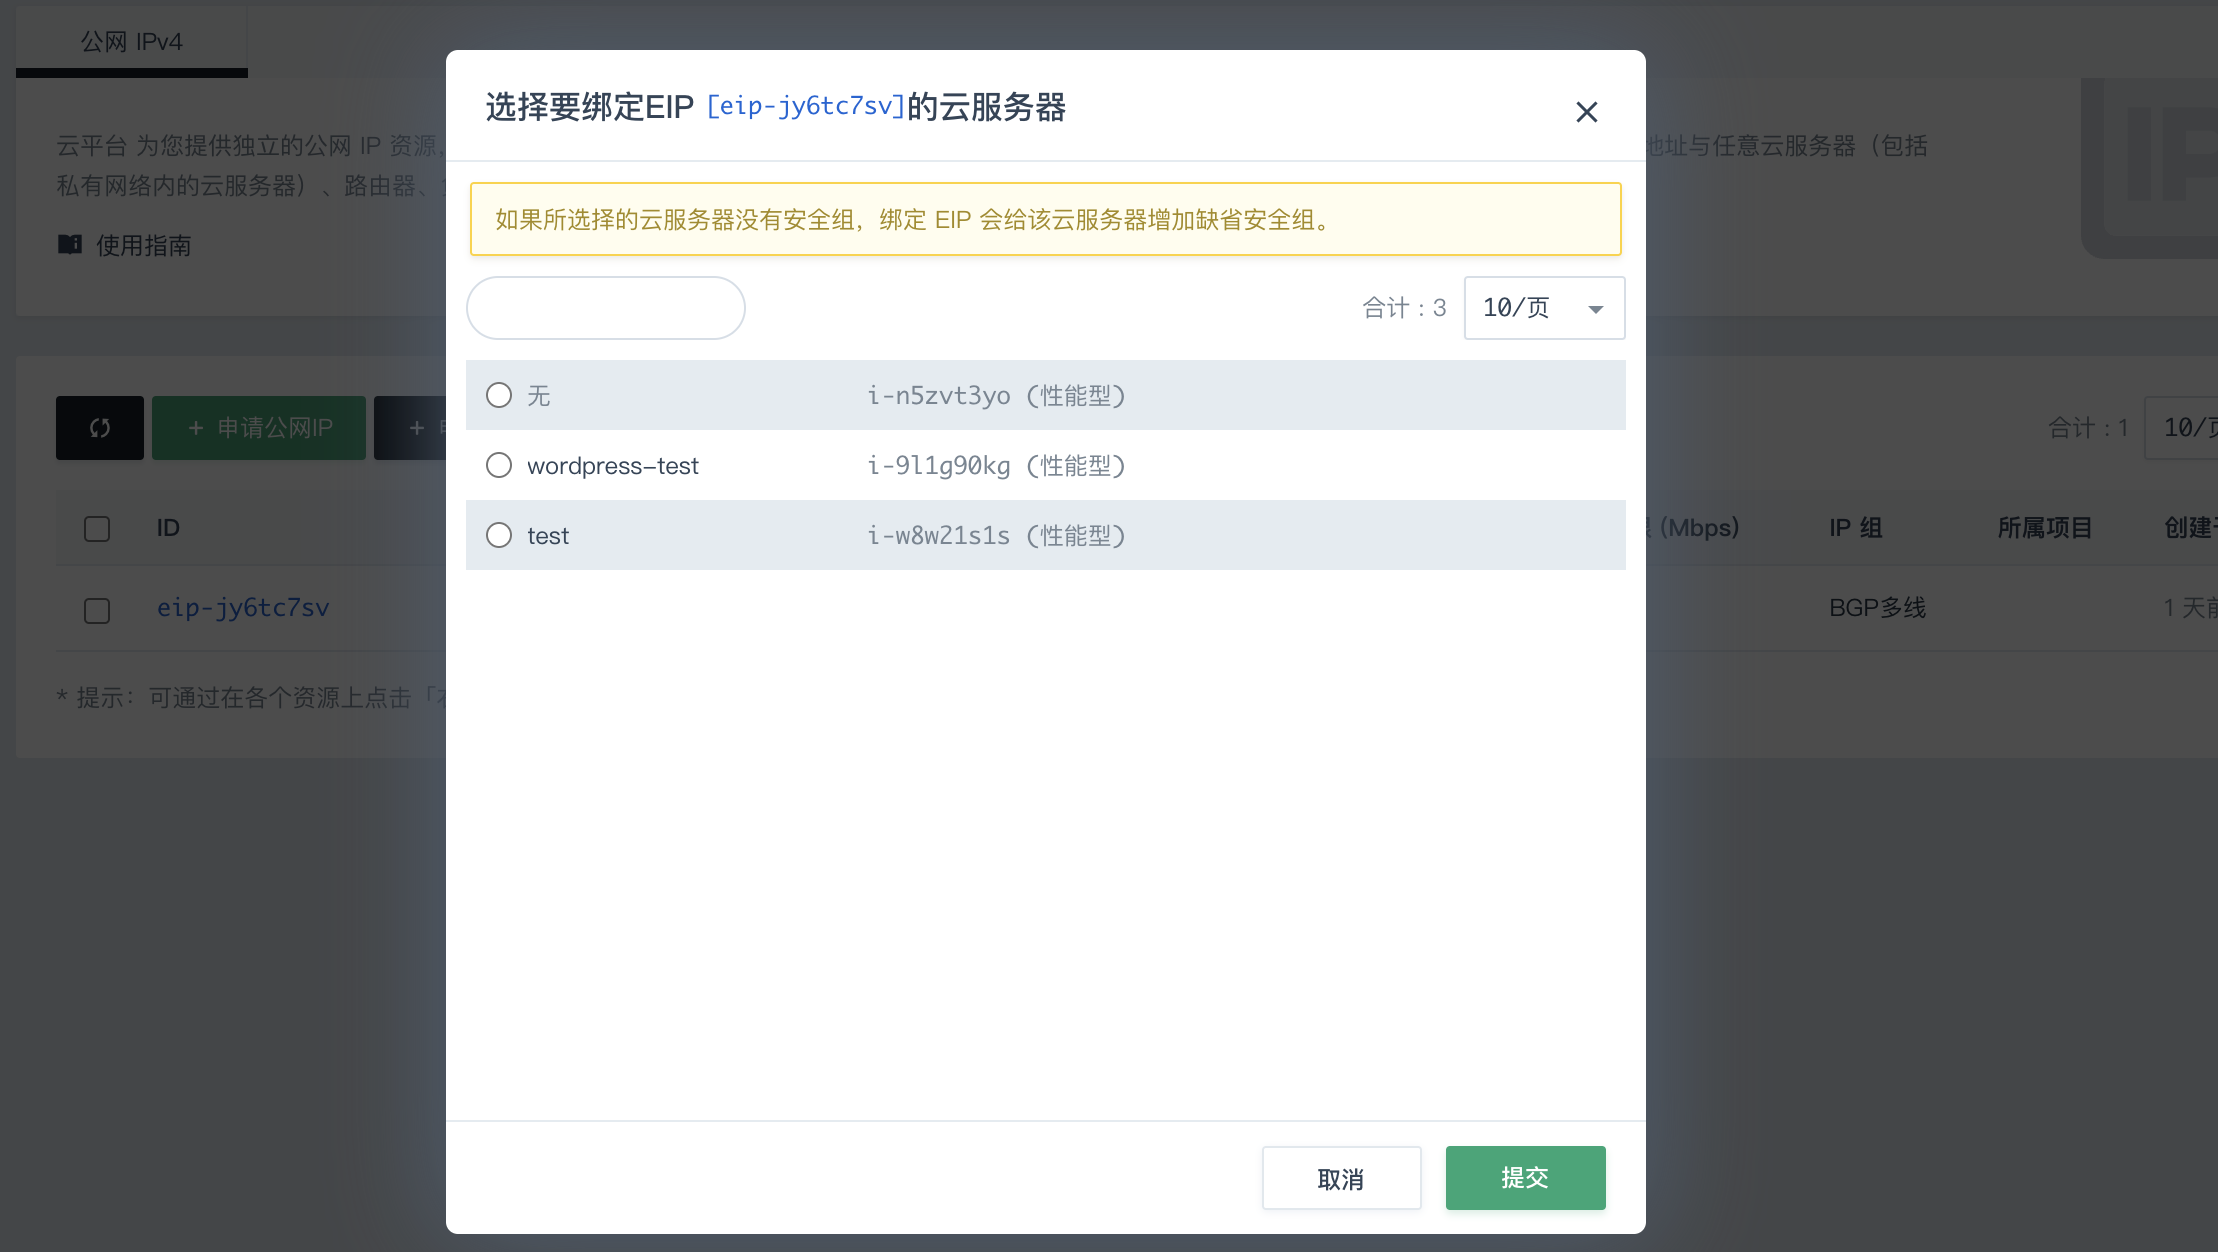 公网 IPv4
选择要绑定EIP [eip-jy6tc7sv]的云服务器
云平台 为您提供独立的公网 IP 资源,
地址与任意云服务器（包括
私有网络内的云服务器）、路由器、
如果所选择的云服务器没有安全组，绑定 EIP 会给该云服务器增加缺省安全组。
使用指南
合计：3
10/页
无 i-n5zvt3yo (性能型)
+ 申请公网IP
+
合计：1
10/页
wordpress-test i-9l1g90kg (性能型)
ID
(Mbps)
IP 组
所属项目
创建于
test i-w8w21s1s (性能型)
eip-jy6tc7sv
BGP多线
1 天前
* 提示：可通过在各个资源上点击「
取消
提交